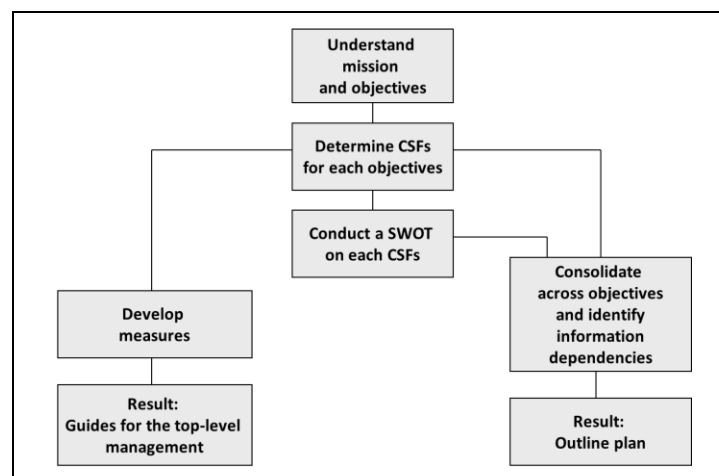 Understand
mission
and objectives
Determine CSFs
for each objectives
Conduct a SWOT
on each CSFs
Develop
measures
Consolidate
across objectives
and identify
information
dependencies
Result:
Guides for the top-level
management
Result:
Outline plan